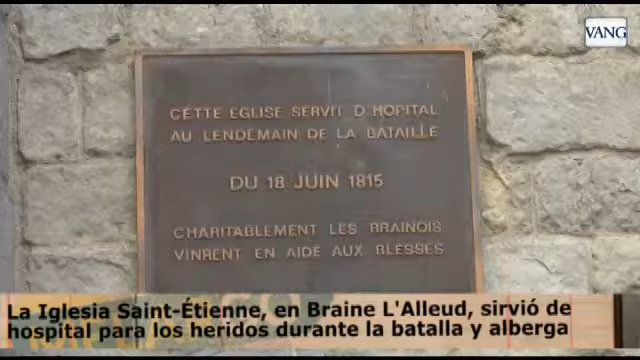 VANG
CETTE EGLISE SERVIT D'HOPITAL
AU LENDEMAIN DE LA BATAILLE
DU 18 JUIN 1815
CHARITABLEMENT LES BRAINOIS
VINRENT EN AIDE AUX BLESSES
La Iglesia Saint-Étienne, en Braine L'Alleud, sirvió de
hospital para los heridos durante la batalla y alberga